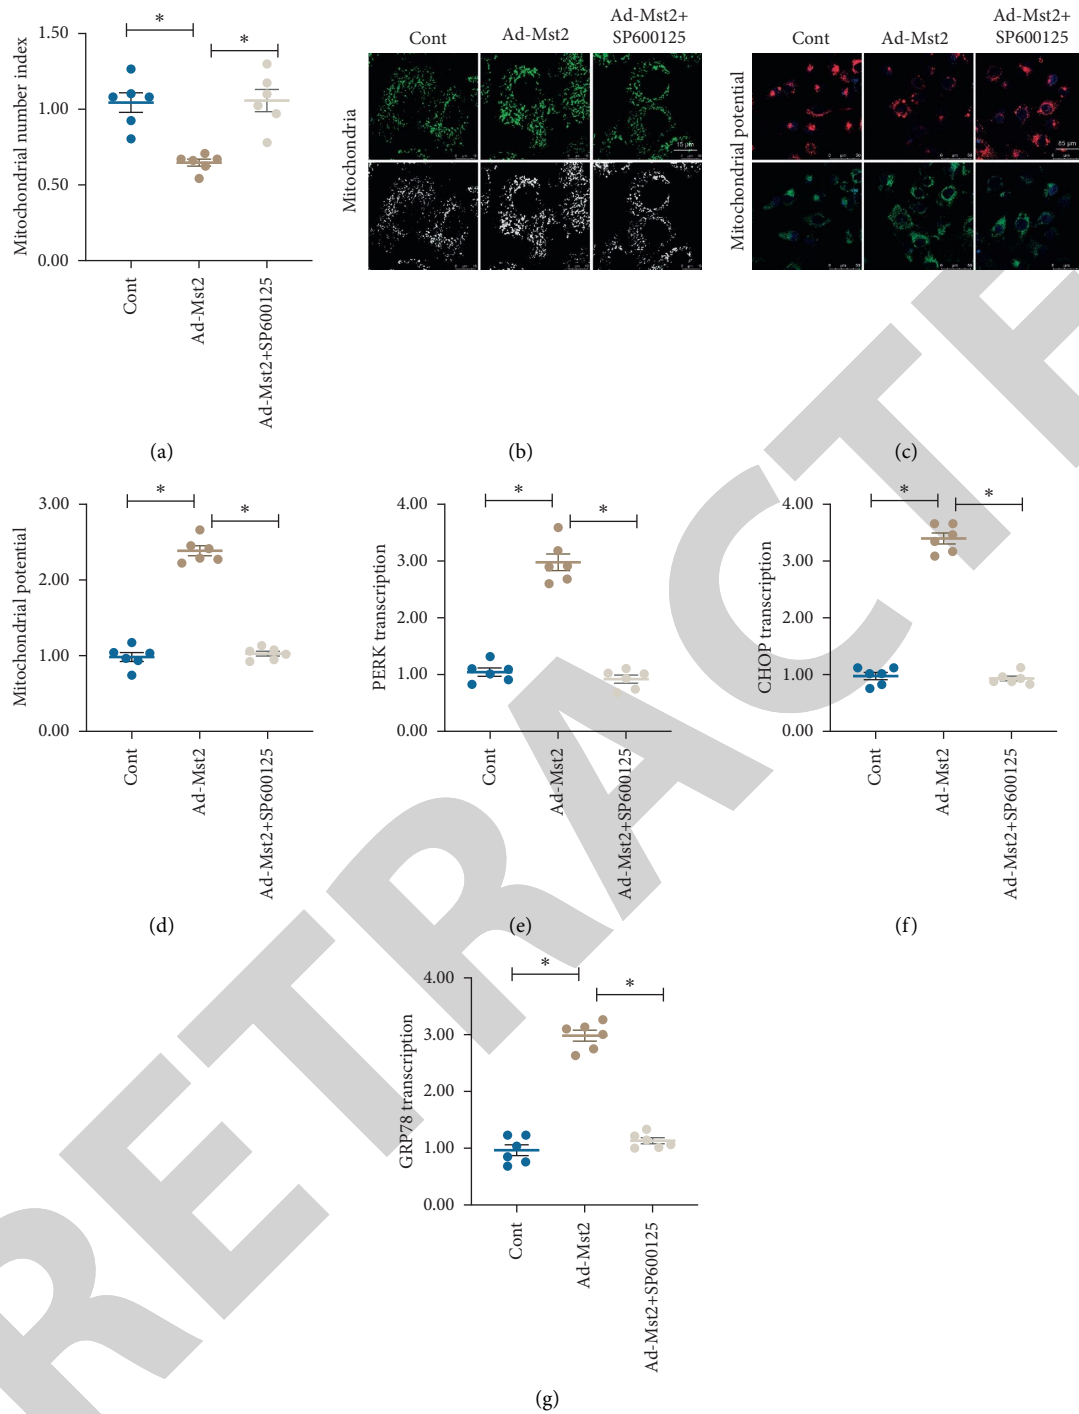 Mitochondrial number index
1.50
1.00
0.50
0.00
*
*
Cont
Ad-Mst2
Ad-Mst2+SP600125
(a)
Mitochondria
Cont
Ad-Mst2
Ad-Mst2+
SP600125
15 μm
(b)
Mitochondrial potential
Cont
Ad-Mst2
Ad-Mst2+
SP600125
65 μm
(c)
Mitochondrial potential
3.00
2.00
1.00
0.00
*
*
Cont
Ad-Mst2
Ad-Mst2+SP600125
(d)
PERK transcription
4.00
3.00
2.00
1.00
0.00
*
*
Cont
Ad-Mst2
Ad-Mst2+SP600125
(e)
CHOP transcription
4.00
3.00
2.00
1.00
0.00
*
*
Cont
Ad-Mst2
Ad-Mst2+SP600125
(f)
GRP78 transcription
4.00
3.00
2.00
1.00
0.00
*
*
Cont
Ad-Mst2
Ad-Mst2+SP600125
(g)
RETRACTE